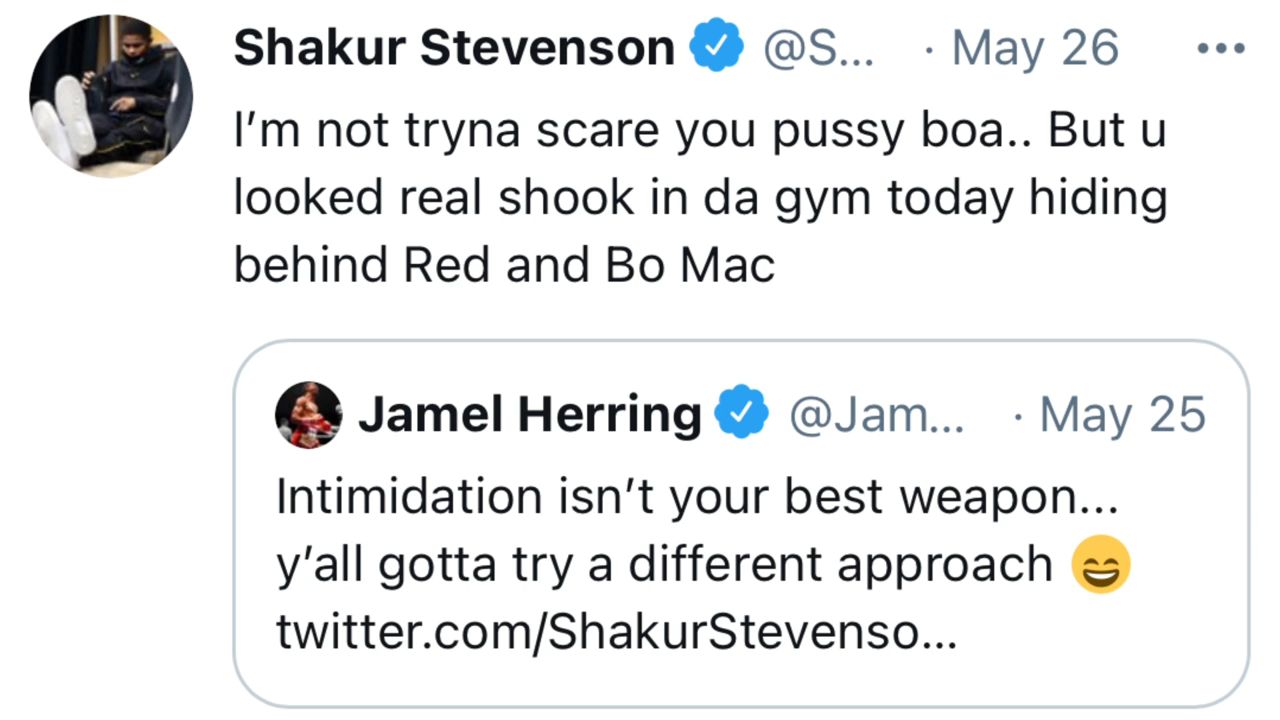 Shakur Stevenson @S... · May 26
I'm not tryna scare you pussy boa.. But u
looked real shook in da gym today hiding
behind Red and Bo Mac
Jamel Herring @Jam... · May 25
Intimidation isn't your best weapon...
y'all gotta try a different approach 😄
twitter.com/ShakurStevenso...